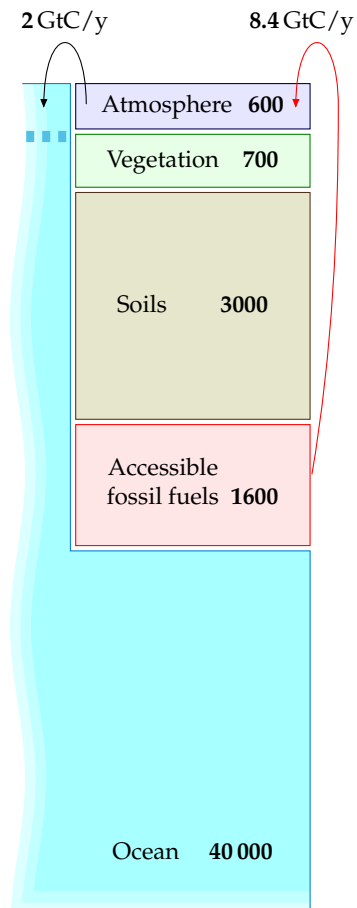 2 GtC/y 8.4 GtC/y
Atmosphere 600
Vegetation 700
Soils 3000
Accessible
fossil fuels 1600
Ocean 40 000